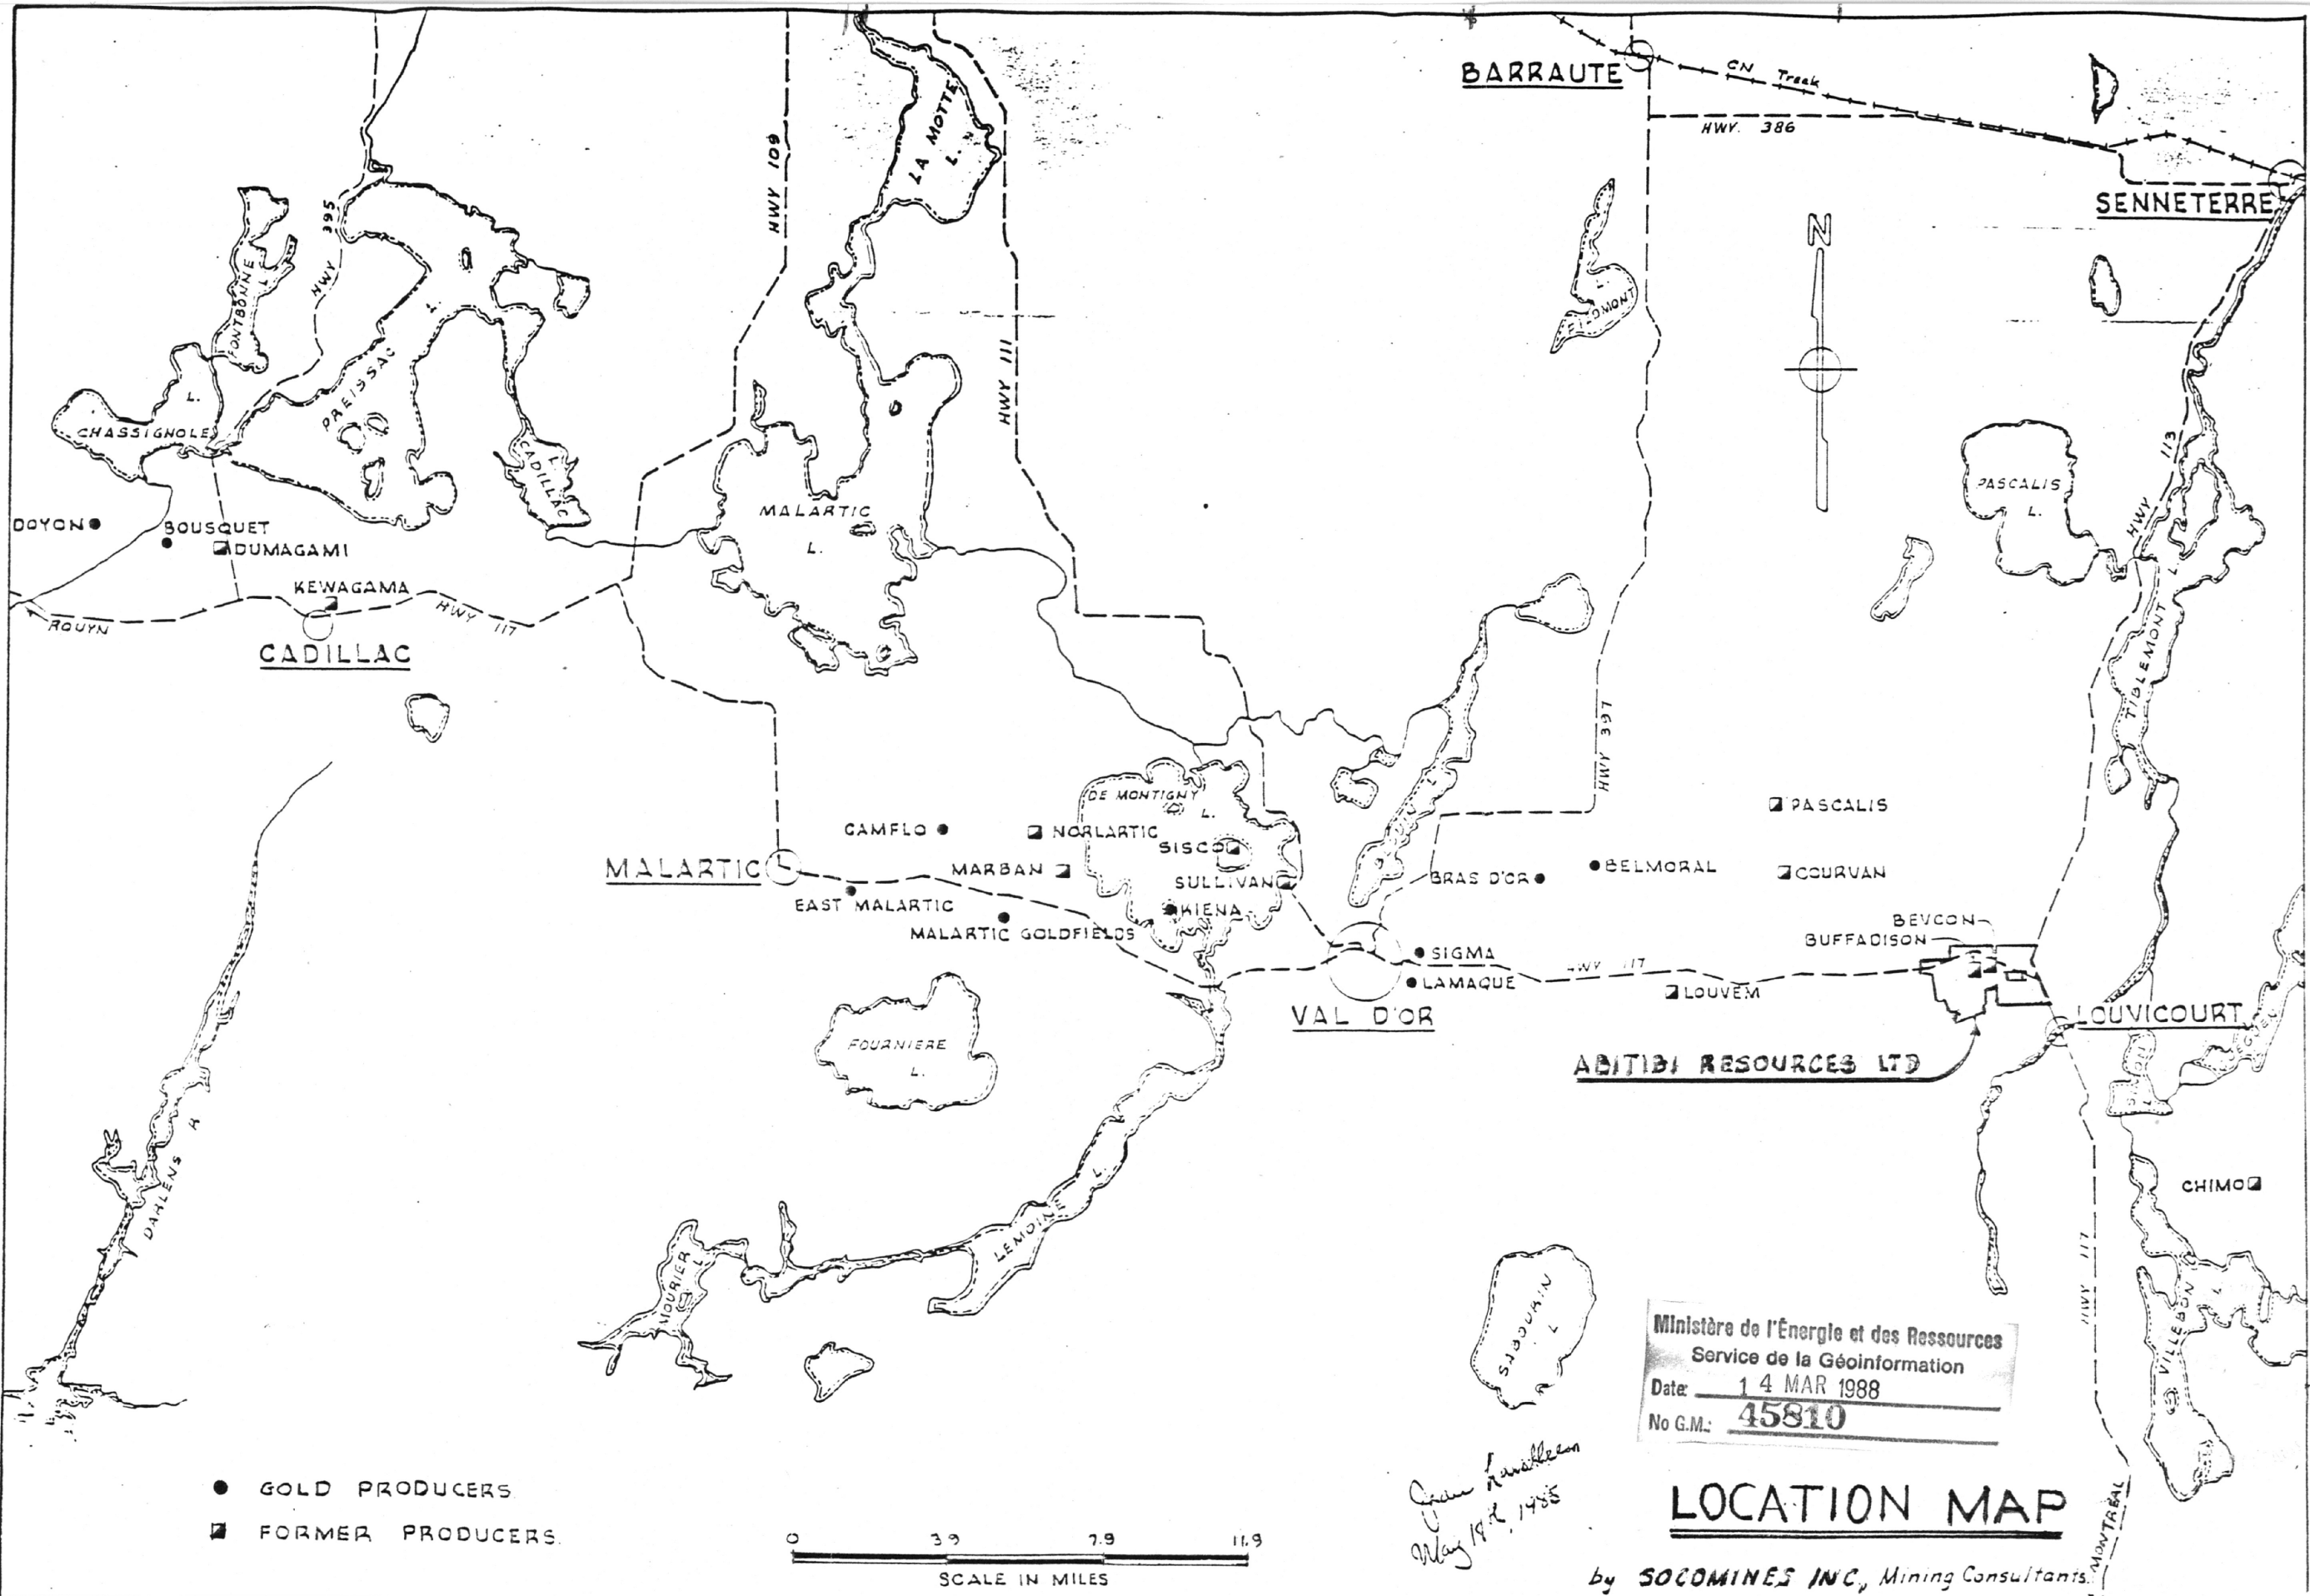 BARRAUTE
CN Track
HWY. 386
SENNETERRE
HWY 109
LA MOTTE
L.
N
HWY 395
FONTBONNE
L.
PREISSAC
L.
CHASSIGNOLE
L.
CADILLAC
L.
HWY 111
MALARTIC
L.
L.
PASCALIS
L.
HWY 113
TIBLEMONT
L.
DOYON
BOUSQUET
DUMAGAMI
KEWAGAMA
ROUYN
HWY 117
CADILLAC
HWY 397
DE MONTIGNY
L.
PASCALIS
CAMFLO
NORLARTIC
SISCO
MALARTIC
MARBAN
SULLIVAN
BRAS D'OR
BELMORAL
COURVAN
EAST MALARTIC
KIENA
MALARTIC GOLDFIELDS
BEVCON
BUFFADISON
SIGMA
HWY 117
LAMAQUE
LOUVEM
VAL D'OR
LOUVICOURT
FOURNIERE
L.
ABITIBI RESOURCES LTD
DARLENS R
LEMOINE
L.
CHIMO
MOURIER
L
SABOURIN
L
HWY 117
VILLEBON
L
Ministère de l'Énergie et des Ressources
Service de la Géoinformation
Date: 14 MAR 1988
No G.M.: 45810
GOLD PRODUCERS
FORMER PRODUCERS.
0 3.9 7.9 11.9
SCALE IN MILES
May 18th, 1985
LOCATION MAP
MONTRÉAL
by SOCOMINES INC., Mining Consultants.